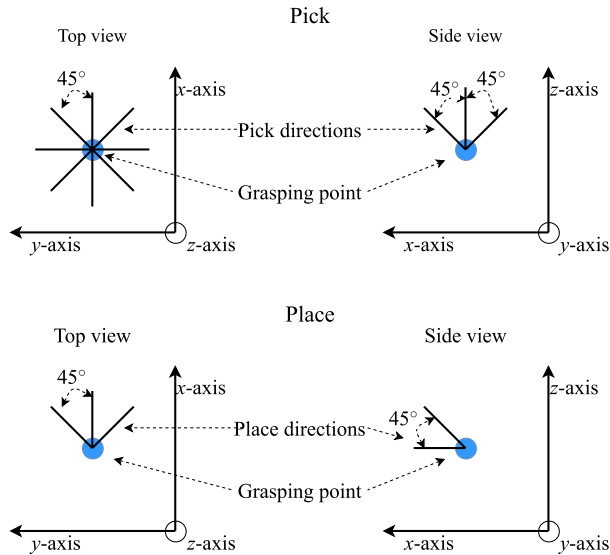 Pick
Top view
Side view
45°
x-axis
45°
45°
z-axis
Pick directions
Grasping point
y-axis
z-axis
x-axis
y-axis
Place
Top view
Side view
45°
x-axis
45°
z-axis
Place directions
Grasping point
y-axis
z-axis
x-axis
y-axis